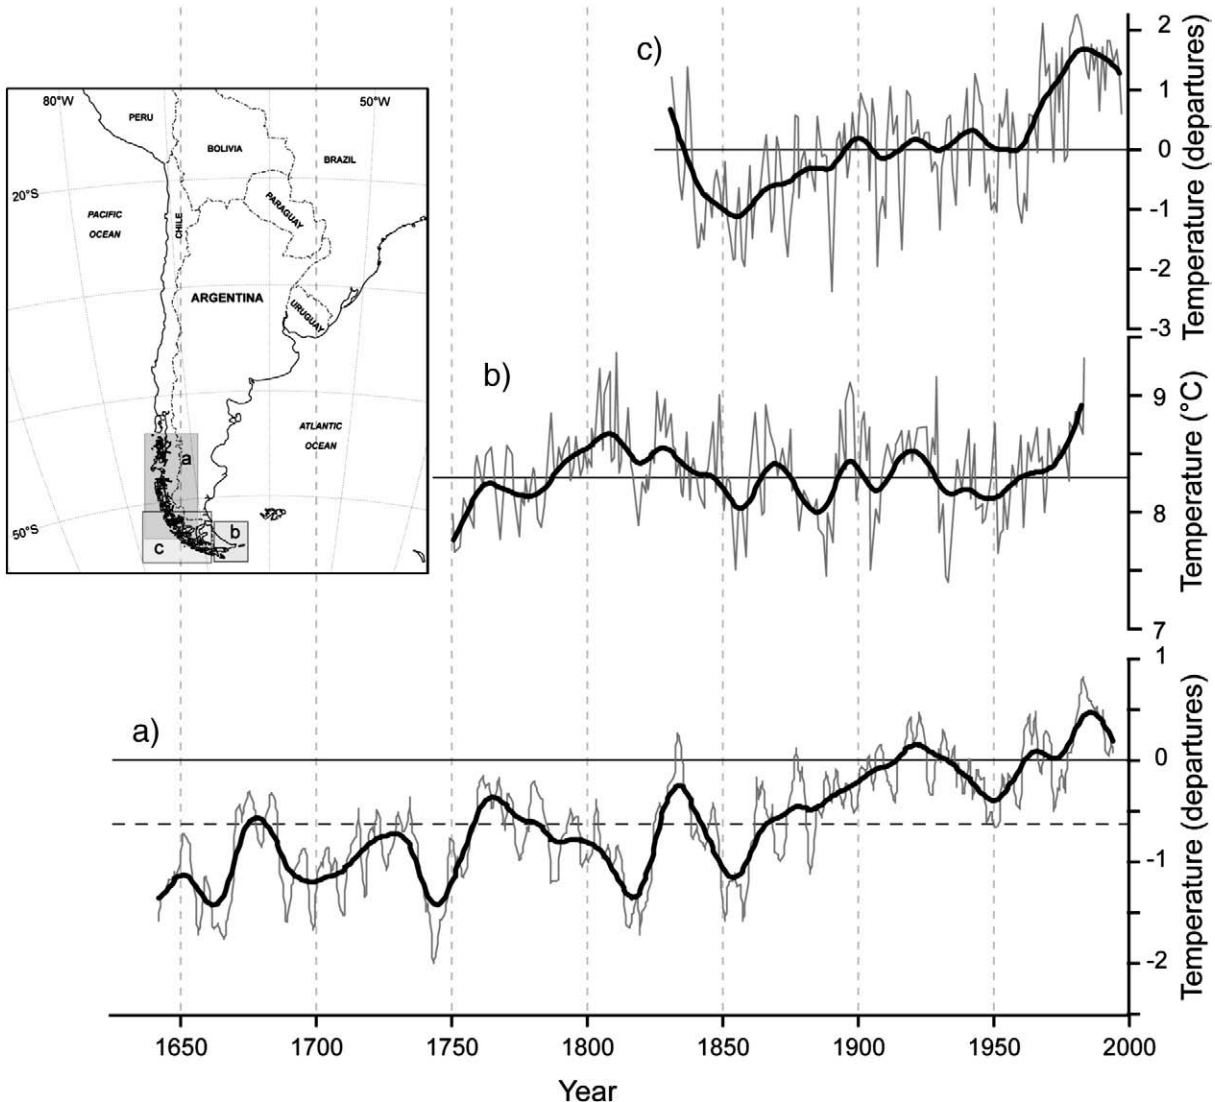 c)
2
1
0
-1
-2
-3
Temperature (departures)
80°W
50°W
PERU
BOLIVIA
BRAZIL
20°S
PACIFIC
OCEAN
CHILE
PARAGUAY
ARGENTINA
URUGUAY
ATLANTIC
OCEAN
a
50°S
b
c
b)
9
8
7
Temperature (°C)
a)
1
0
-1
-2
Temperature (departures)
1650 1700 1750 1800 1850 1900 1950 2000
Year